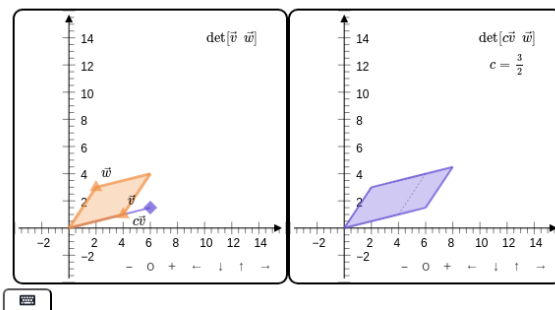 det[v⃗ w⃗]
14
12
10
8
6
4
2
−2
−2 2 4 6 8 10 12 14
w⃗
v⃗
cv⃗
− o + ← ↓ ↑ →
det[cv⃗ w⃗]
c = 3/2
14
12
10
8
6
4
2
−2
−2 2 4 6 8 10 12 14
− o + ← ↓ ↑ →